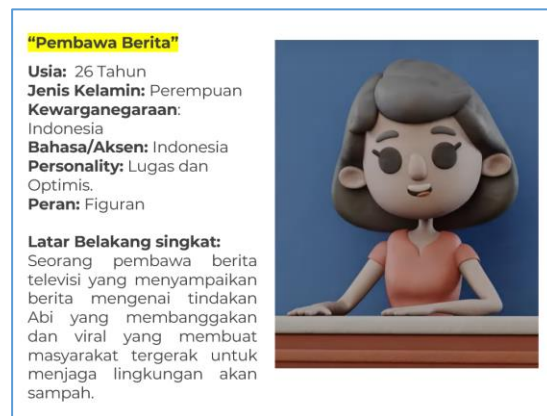 “Pembawa Berita”
Usia: 26 Tahun
Jenis Kelamin: Perempuan
Kewarganegaraan:
Indonesia
Bahasa/Aksen: Indonesia
Personality: Lugas dan
Optimis.
Peran: Figuran
Latar Belakang singkat:
Seorang pembawa berita
televisi yang menyampaikan
berita mengenai tindakan
Abi yang membanggakan
dan viral yang membuat
masyarakat tergerak untuk
menjaga lingkungan akan
sampah.